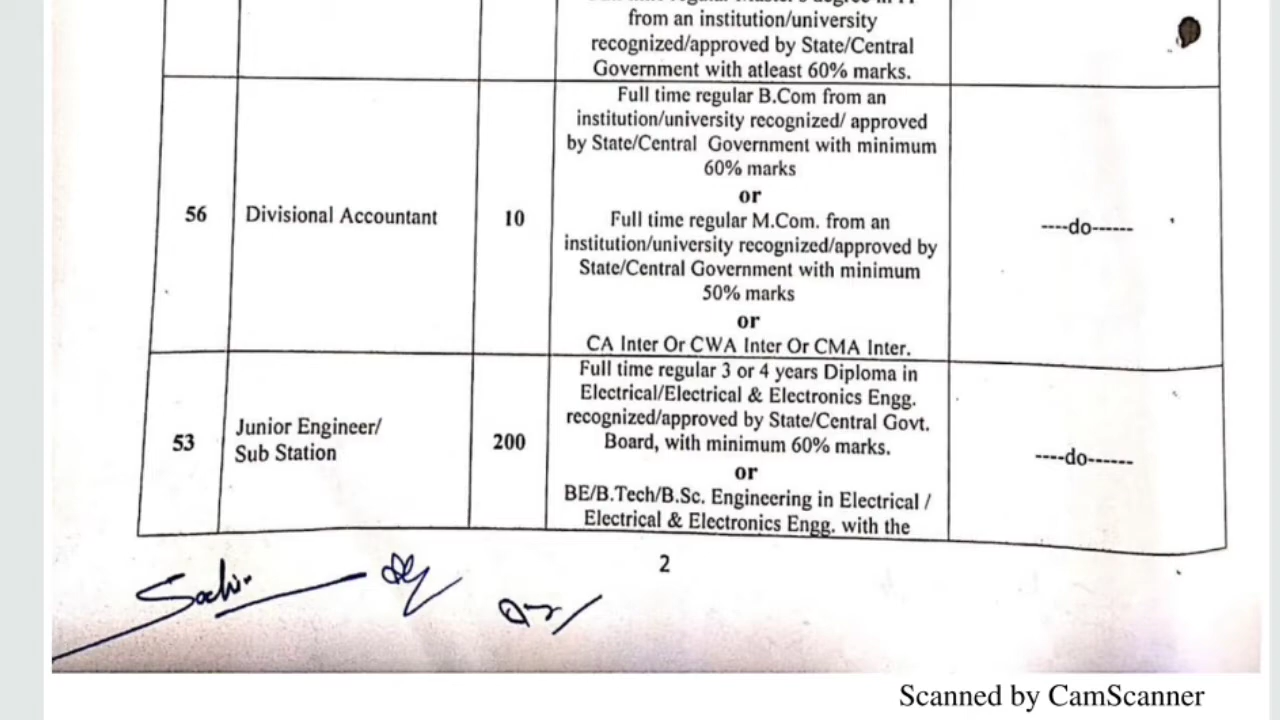 from an institution/university
recognized/approved by State/Central
Government with atleast 60% marks.
56
Divisional Accountant
10
Full time regular B.Com from an
institution/university recognized/ approved
by State/Central Government with minimum
60% marks
or
Full time regular M.Com. from an
institution/university recognized/approved by
State/Central Government with minimum
50% marks
or
CA Inter Or CWA Inter Or CMA Inter.
----do------
53
Junior Engineer/
Sub Station
200
Full time regular 3 or 4 years Diploma in
Electrical/Electrical & Electronics Engg.
recognized/approved by State/Central Govt.
Board, with minimum 60% marks.
or
BE/B.Tech/B.Sc. Engineering in Electrical /
Electrical & Electronics Engg. with the
----do------
2
Scanned by CamScanner